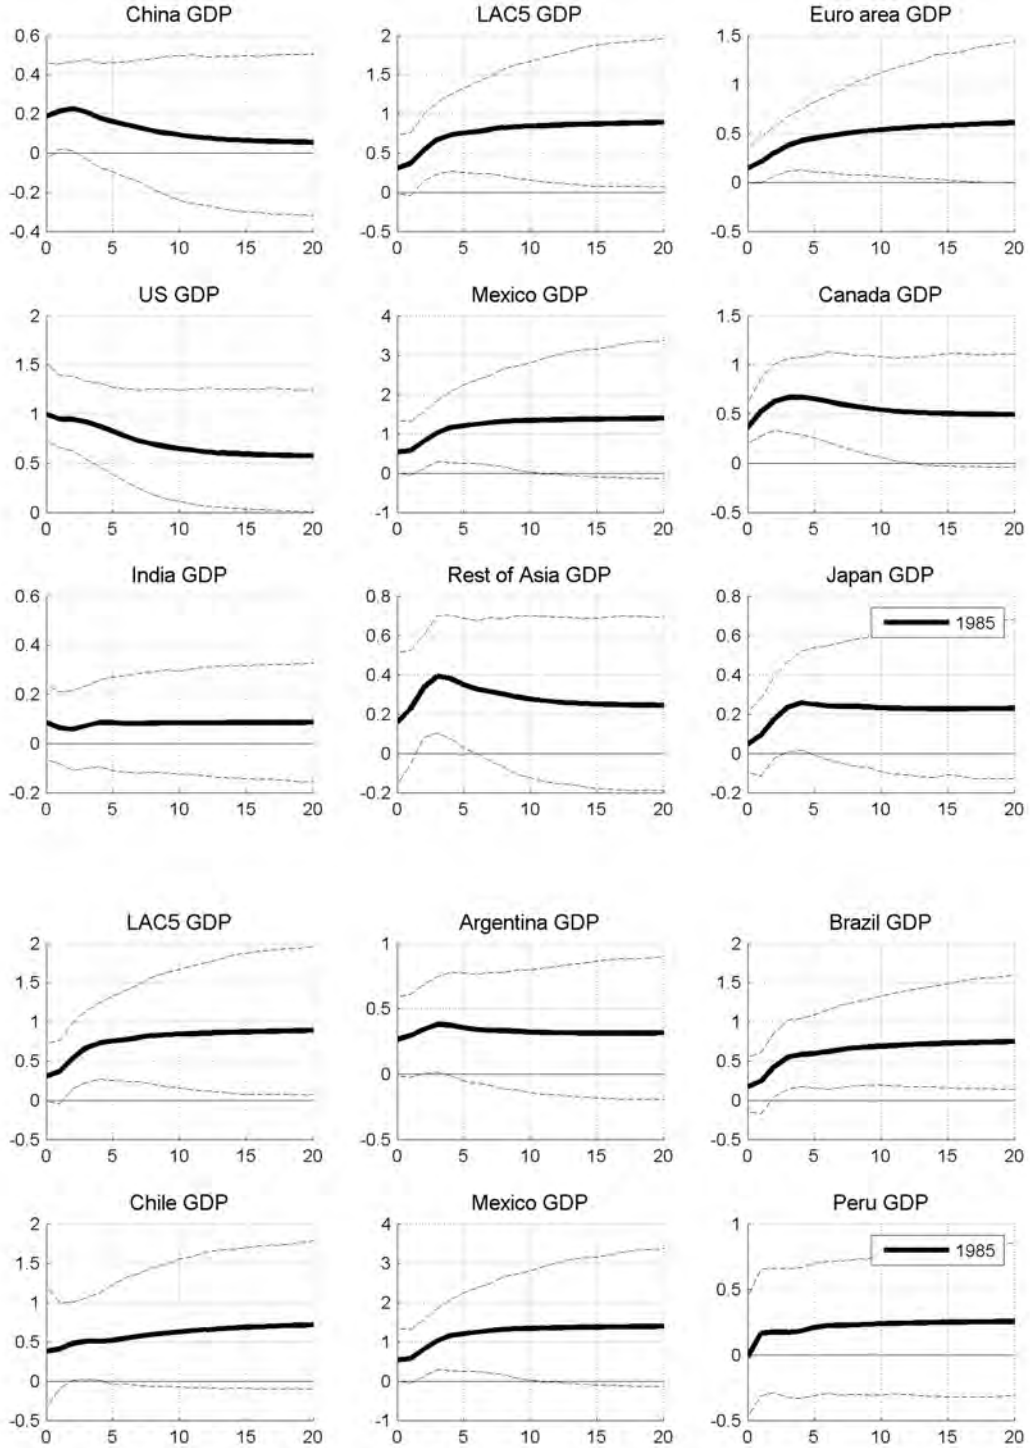 China GDP
0.6
0.4
0.2
0
-0.2
-0.4
0 5 10 15 20
LAC5 GDP
2
1.5
1
0.5
0
-0.5
0 5 10 15 20
Euro area GDP
1.5
1
0.5
0
-0.5
0 5 10 15 20
US GDP
2
1.5
1
0.5
0
0 5 10 15 20
Mexico GDP
4
3
2
1
0
-1
0 5 10 15 20
Canada GDP
1.5
1
0.5
0
-0.5
0 5 10 15 20
India GDP
0.6
0.4
0.2
0
-0.2
0 5 10 15 20
Rest of Asia GDP
0.8
0.6
0.4
0.2
0
-0.2
0 5 10 15 20
Japan GDP
1985
0.8
0.6
0.4
0.2
0
-0.2
0 5 10 15 20
LAC5 GDP
2
1.5
1
0.5
0
-0.5
0 5 10 15 20
Argentina GDP
1
0.5
0
-0.5
0 5 10 15 20
Brazil GDP
2
1.5
1
0.5
0
-0.5
0 5 10 15 20
Chile GDP
2
1.5
1
0.5
0
-0.5
0 5 10 15 20
Mexico GDP
4
3
2
1
0
-1
0 5 10 15 20
Peru GDP
1985
1
0.5
0
-0.5
0 5 10 15 20